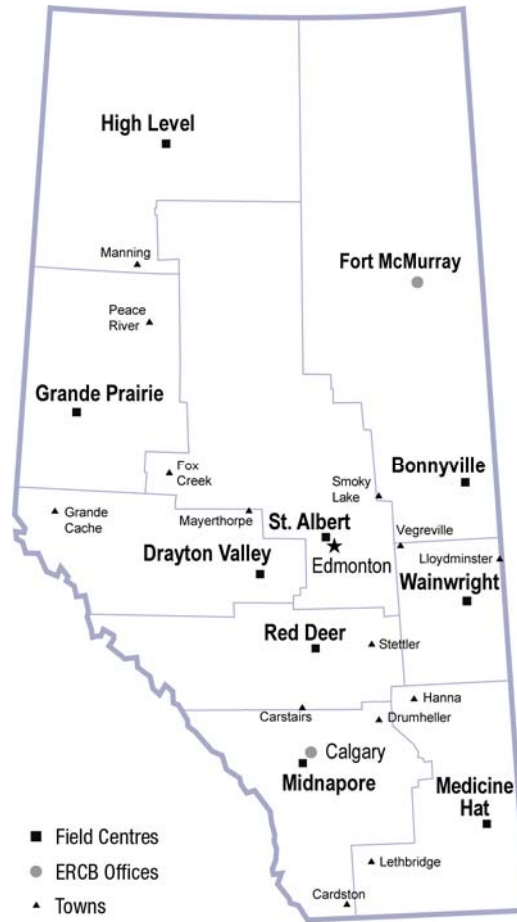 High Level
Manning
Fort McMurray
Peace
River
Grande Prairie
Fox
Creek
Smoky
Lake
Bonnyville
Grande
Cache
Mayerthorpe
St. Albert
Vegreville
Edmonton
Lloydminster
Drayton Valley
Wainwright
Red Deer
Stettler
Hanna
Carstairs
Drumheller
Calgary
Midnapore
Medicine
Hat
Field Centres
Lethbridge
ERCB Offices
Cardston
Towns